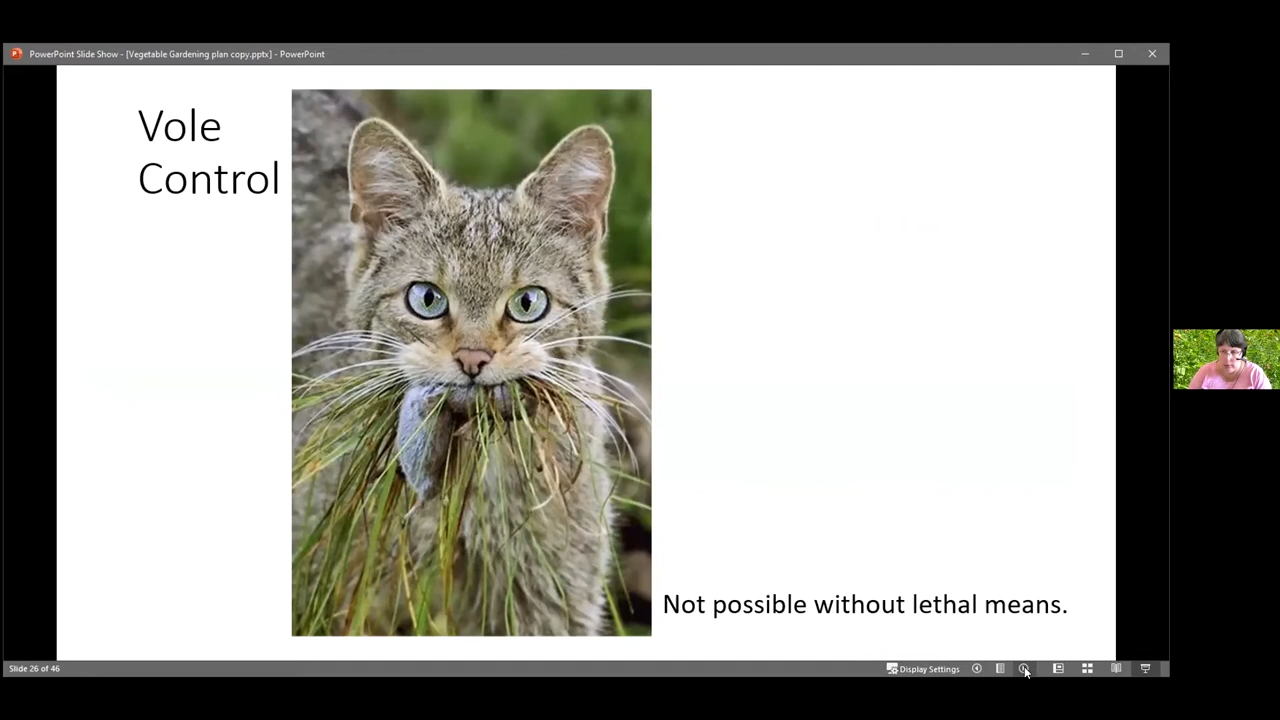 PowerPoint Slide Show - [Vegetable Gardening plan copy.pptx] - PowerPoint
Vole
Control
Not possible without lethal means.
Slide 26 of 46
Display Settings